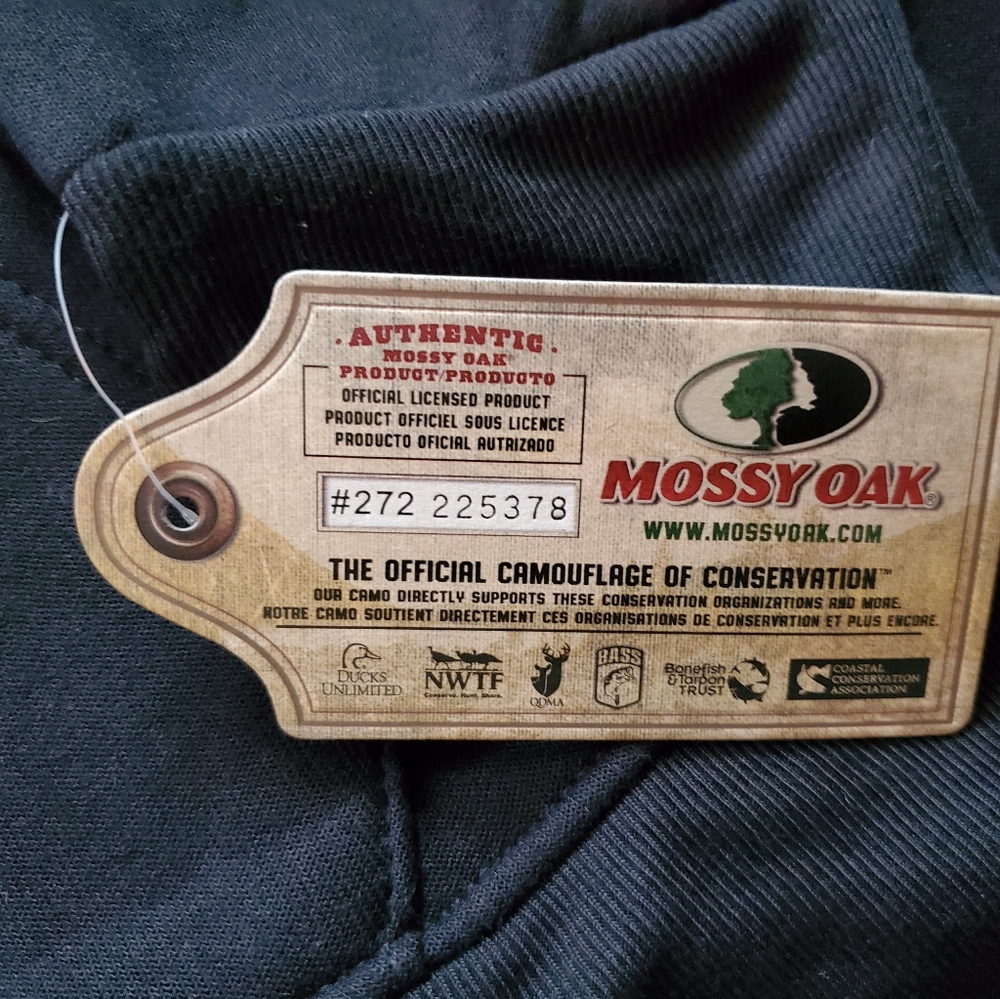 . AUTHENTIC .
MOSSY OAK®
PRODUCT/PRODUCTO
OFFICIAL LICENSED PRODUCT
PRODUCT OFFICIEL SOUS LICENCE
PRODUCTO OFICIAL AUTRIZADO
#272 225378
MOSSY OAK®
WWW.MOSSYOAK.COM
THE OFFICIAL CAMOUFLAGE OF CONSERVATION™
OUR CAMO DIRECTLY SUPPORTS THESE CONSERVATION ORGANIZATIONS AND MORE.
NOTRE CAMO SOUTIENT DIRECTEMENT CES ORGANISATIONS DE CONSERVATION ET PLUS ENCORE.
DUCKS
UNLIMITED
NWTF
Conserve. Hunt. Share.
QDMA
BASS
Bonefish
& Tarpon
TRUST
COASTAL
CONSERVATION
ASSOCIATION